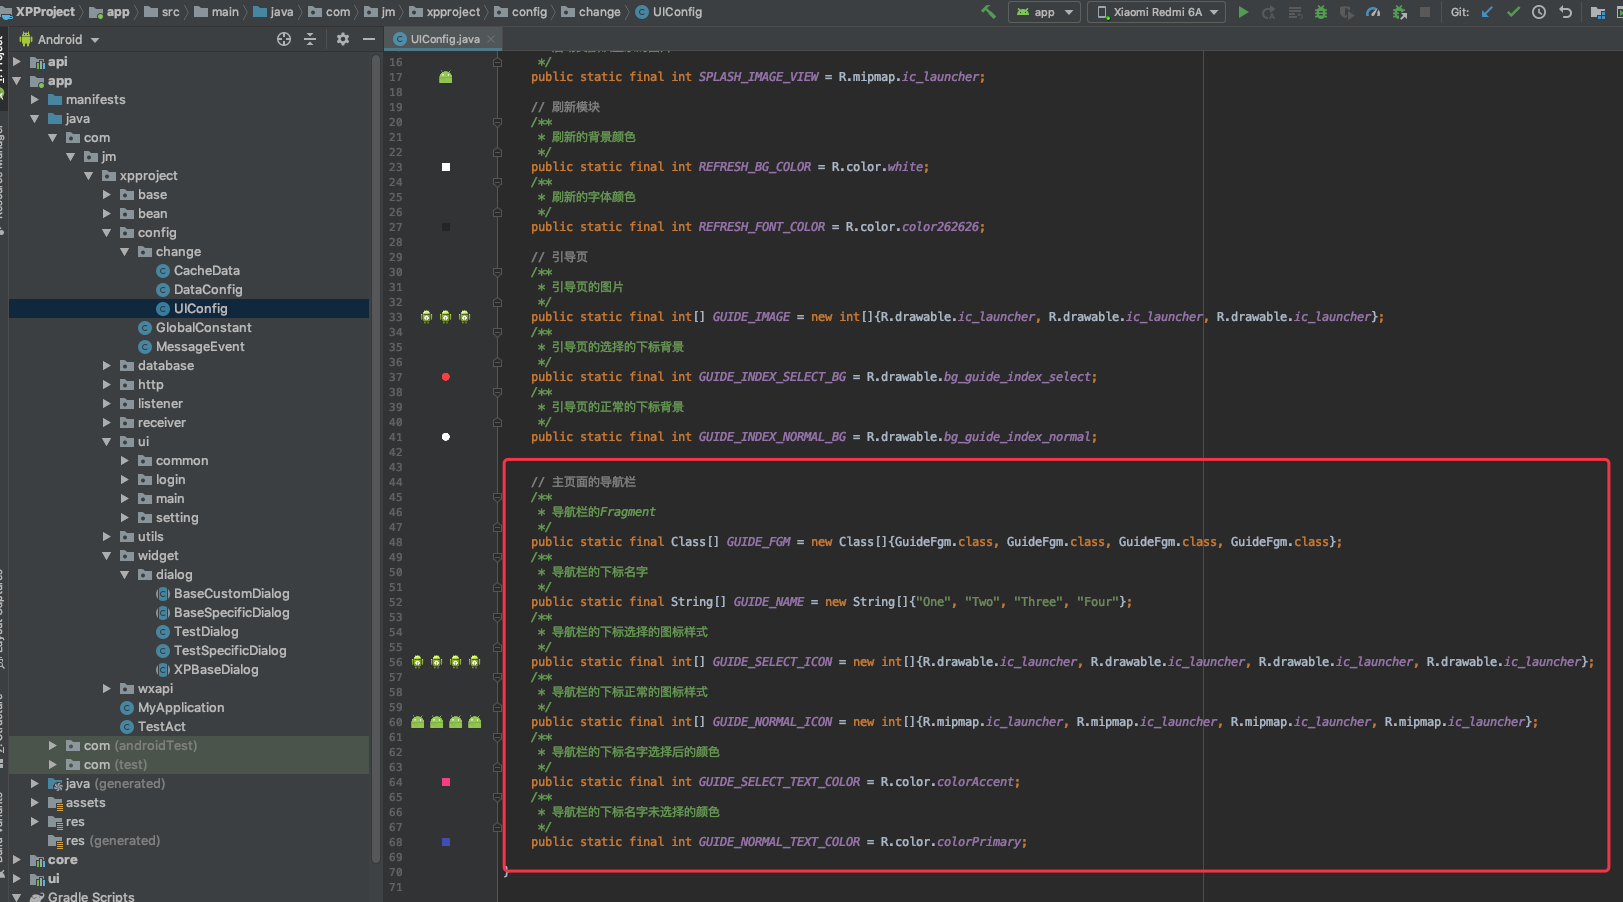 XPProject app src main java com jm xpproject config change UIConfig app Xiaomi Redmi 6A Git:
Android
UIConfig.java
api
app
manifests
java
com
jm
xpproject
base
bean
config
change
CacheData
DataConfig
UIConfig
GlobalConstant
MessageEvent
database
http
listener
receiver
ui
common
login
main
setting
utils
widget
dialog
BaseCustomDialog
BaseSpecificDialog
TestDialog
TestSpecificDialog
XPBaseDialog
wxapi
MyApplication
TestAct
com (androidTest)
com (test)
java (generated)
assets
res
res (generated)
core
ui
Gradle Scripts
16 */
17 public static final int SPLASH_IMAGE_VIEW = R.mipmap.ic_launcher;
18
19 // 刷新模块
20 /**
21 * 刷新的背景颜色
22 */
23 public static final int REFRESH_BG_COLOR = R.color.white;
24 /**
25 * 刷新的字体颜色
26 */
27 public static final int REFRESH_FONT_COLOR = R.color.color262626;
28
29 // 引导页
30 /**
31 * 引导页的图片
32 */
33 public static final int[] GUIDE_IMAGE = new int[]{R.drawable.ic_launcher, R.drawable.ic_launcher, R.drawable.ic_launcher};
34 /**
35 * 引导页的选择的下标背景
36 */
37 public static final int GUIDE_INDEX_SELECT_BG = R.drawable.bg_guide_index_select;
38 /**
39 * 引导页的正常的下标背景
40 */
41 public static final int GUIDE_INDEX_NORMAL_BG = R.drawable.bg_guide_index_normal;
42
43
44 // 主页面的导航栏
45 /**
46 * 导航栏的Fragment
47 */
48 public static final Class[] GUIDE_FGM = new Class[]{GuideFgm.class, GuideFgm.class, GuideFgm.class, GuideFgm.class};
49 /**
50 * 导航栏的下标名字
51 */
52 public static final String[] GUIDE_NAME = new String[]{"One", "Two", "Three", "Four"};
53 /**
54 * 导航栏的下标选择的图标样式
55 */
56 public static final int[] GUIDE_SELECT_ICON = new int[]{R.drawable.ic_launcher, R.drawable.ic_launcher, R.drawable.ic_launcher, R.drawable.ic_launcher};
57 /**
58 * 导航栏的下标正常的图标样式
59 */
60 public static final int[] GUIDE_NORMAL_ICON = new int[]{R.mipmap.ic_launcher, R.mipmap.ic_launcher, R.mipmap.ic_launcher, R.mipmap.ic_launcher};
61 /**
62 * 导航栏的下标名字选择后的颜色
63 */
64 public static final int GUIDE_SELECT_TEXT_COLOR = R.color.colorAccent;
65 /**
66 * 导航栏的下标名字未选择的颜色
67 */
68 public static final int GUIDE_NORMAL_TEXT_COLOR = R.color.colorPrimary;
69
70 }
71